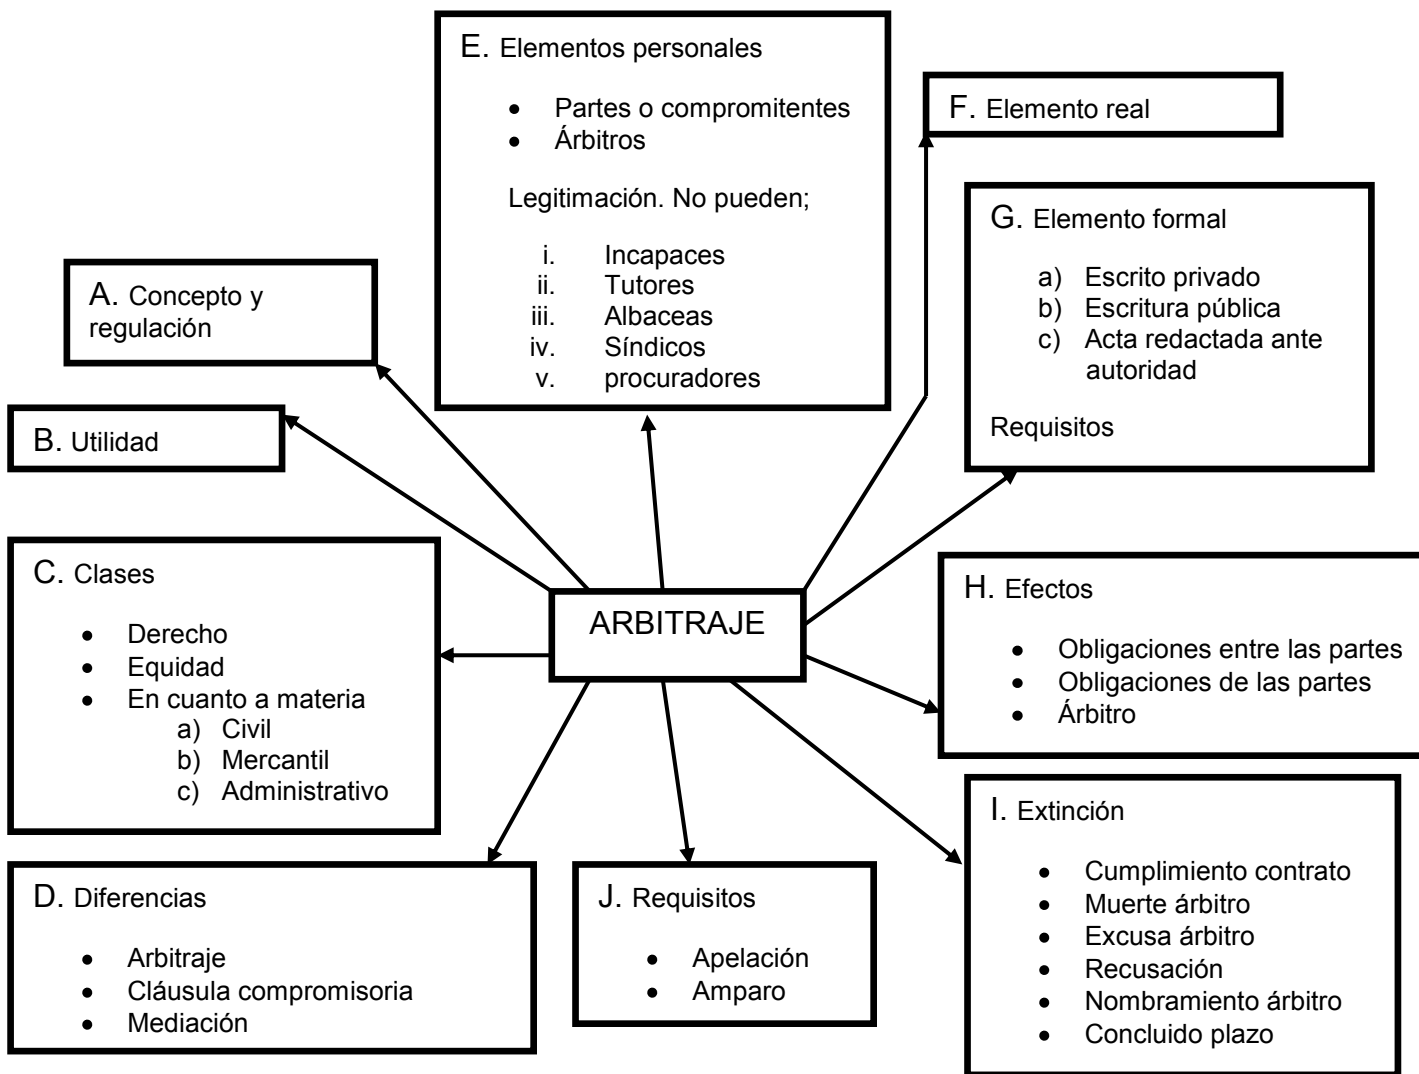 E. Elementos personales
• Partes o compromitentes
• Árbitros
Legitimación. No pueden;
i. Incapaces
ii. Tutores
iii. Albaceas
iv. Síndicos
v. procuradores
F. Elemento real
G. Elemento formal
a) Escrito privado
b) Escritura pública
c) Acta redactada ante
autoridad
Requisitos
A. Concepto y
regulación
B. Utilidad
C. Clases
• Derecho
• Equidad
• En cuanto a materia
a) Civil
b) Mercantil
c) Administrativo
ARBITRAJE
H. Efectos
• Obligaciones entre las partes
• Obligaciones de las partes
• Árbitro
D. Diferencias
• Arbitraje
• Cláusula compromisoria
• Mediación
J. Requisitos
• Apelación
• Amparo
I. Extinción
• Cumplimiento contrato
• Muerte árbitro
• Excusa árbitro
• Recusación
• Nombramiento árbitro
• Concluido plazo